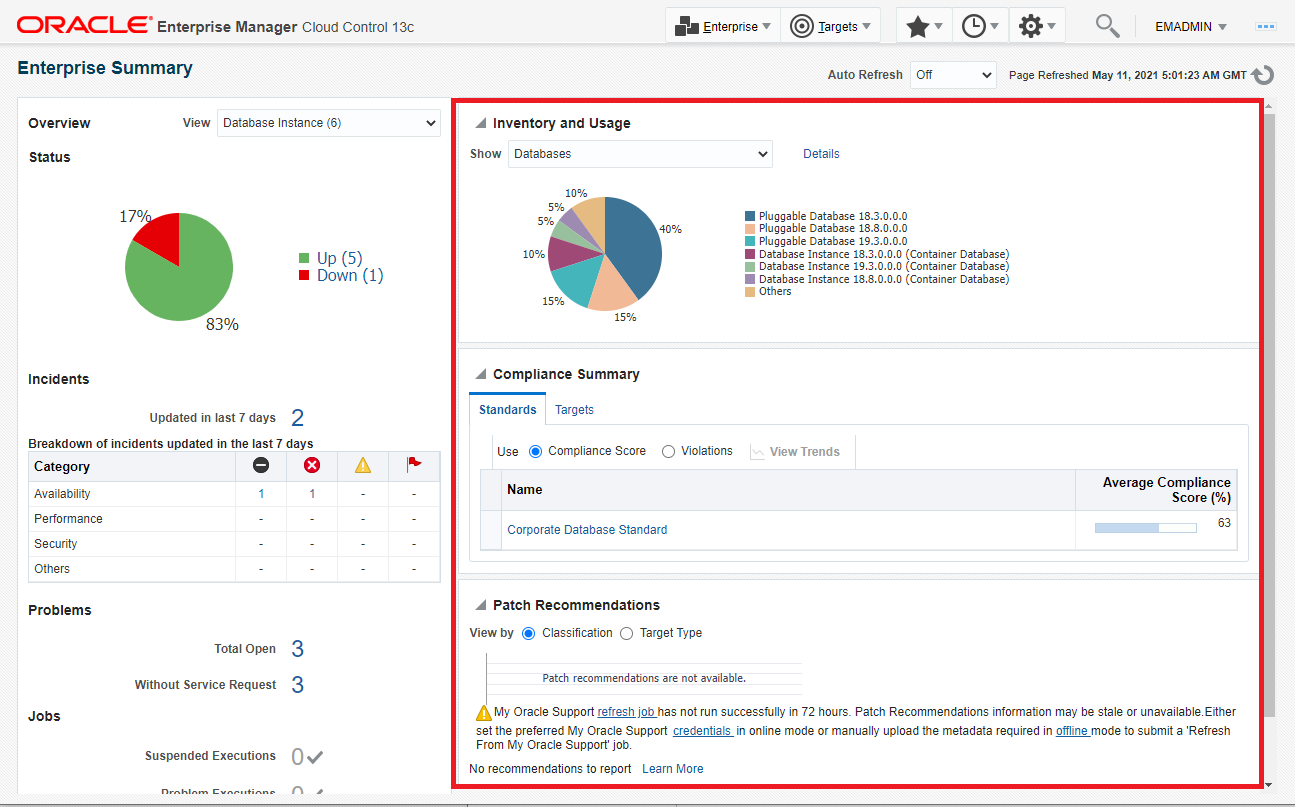 ORACLE® Enterprise Manager Cloud Control 13c
Enterprise
Targets
EMADMIN
Enterprise Summary
Auto Refresh Off
Page Refreshed May 11, 2021 5:01:23 AM GMT
Overview
View Database Instance (6)
Status
17%
83%
Up (5)
Down (1)
Incidents
Updated in last 7 days 2
Breakdown of incidents updated in the last 7 days
Category
Availability 1 1 - -
Performance - - - -
Security - - - -
Others - - - -
Problems
Total Open 3
Without Service Request 3
Jobs
Suspended Executions 0
Problem Executions 0
Inventory and Usage
Show Databases Details
10%
5%
5%
10%
15%
15%
40%
Pluggable Database 18.3.0.0.0
Pluggable Database 18.8.0.0.0
Pluggable Database 19.3.0.0.0
Database Instance 18.3.0.0.0 (Container Database)
Database Instance 19.3.0.0.0 (Container Database)
Database Instance 18.8.0.0.0 (Container Database)
Others
Compliance Summary
Standards Targets
Use Compliance Score Violations View Trends
Name
Average Compliance
Score (%)
Corporate Database Standard 63
Patch Recommendations
View by Classification Target Type
Patch recommendations are not available.
My Oracle Support refresh job has not run successfully in 72 hours. Patch Recommendations information may be stale or unavailable.Either
set the preferred My Oracle Support credentials in online mode or manually upload the metadata required in offline mode to submit a 'Refresh
From My Oracle Support' job.
No recommendations to report Learn More